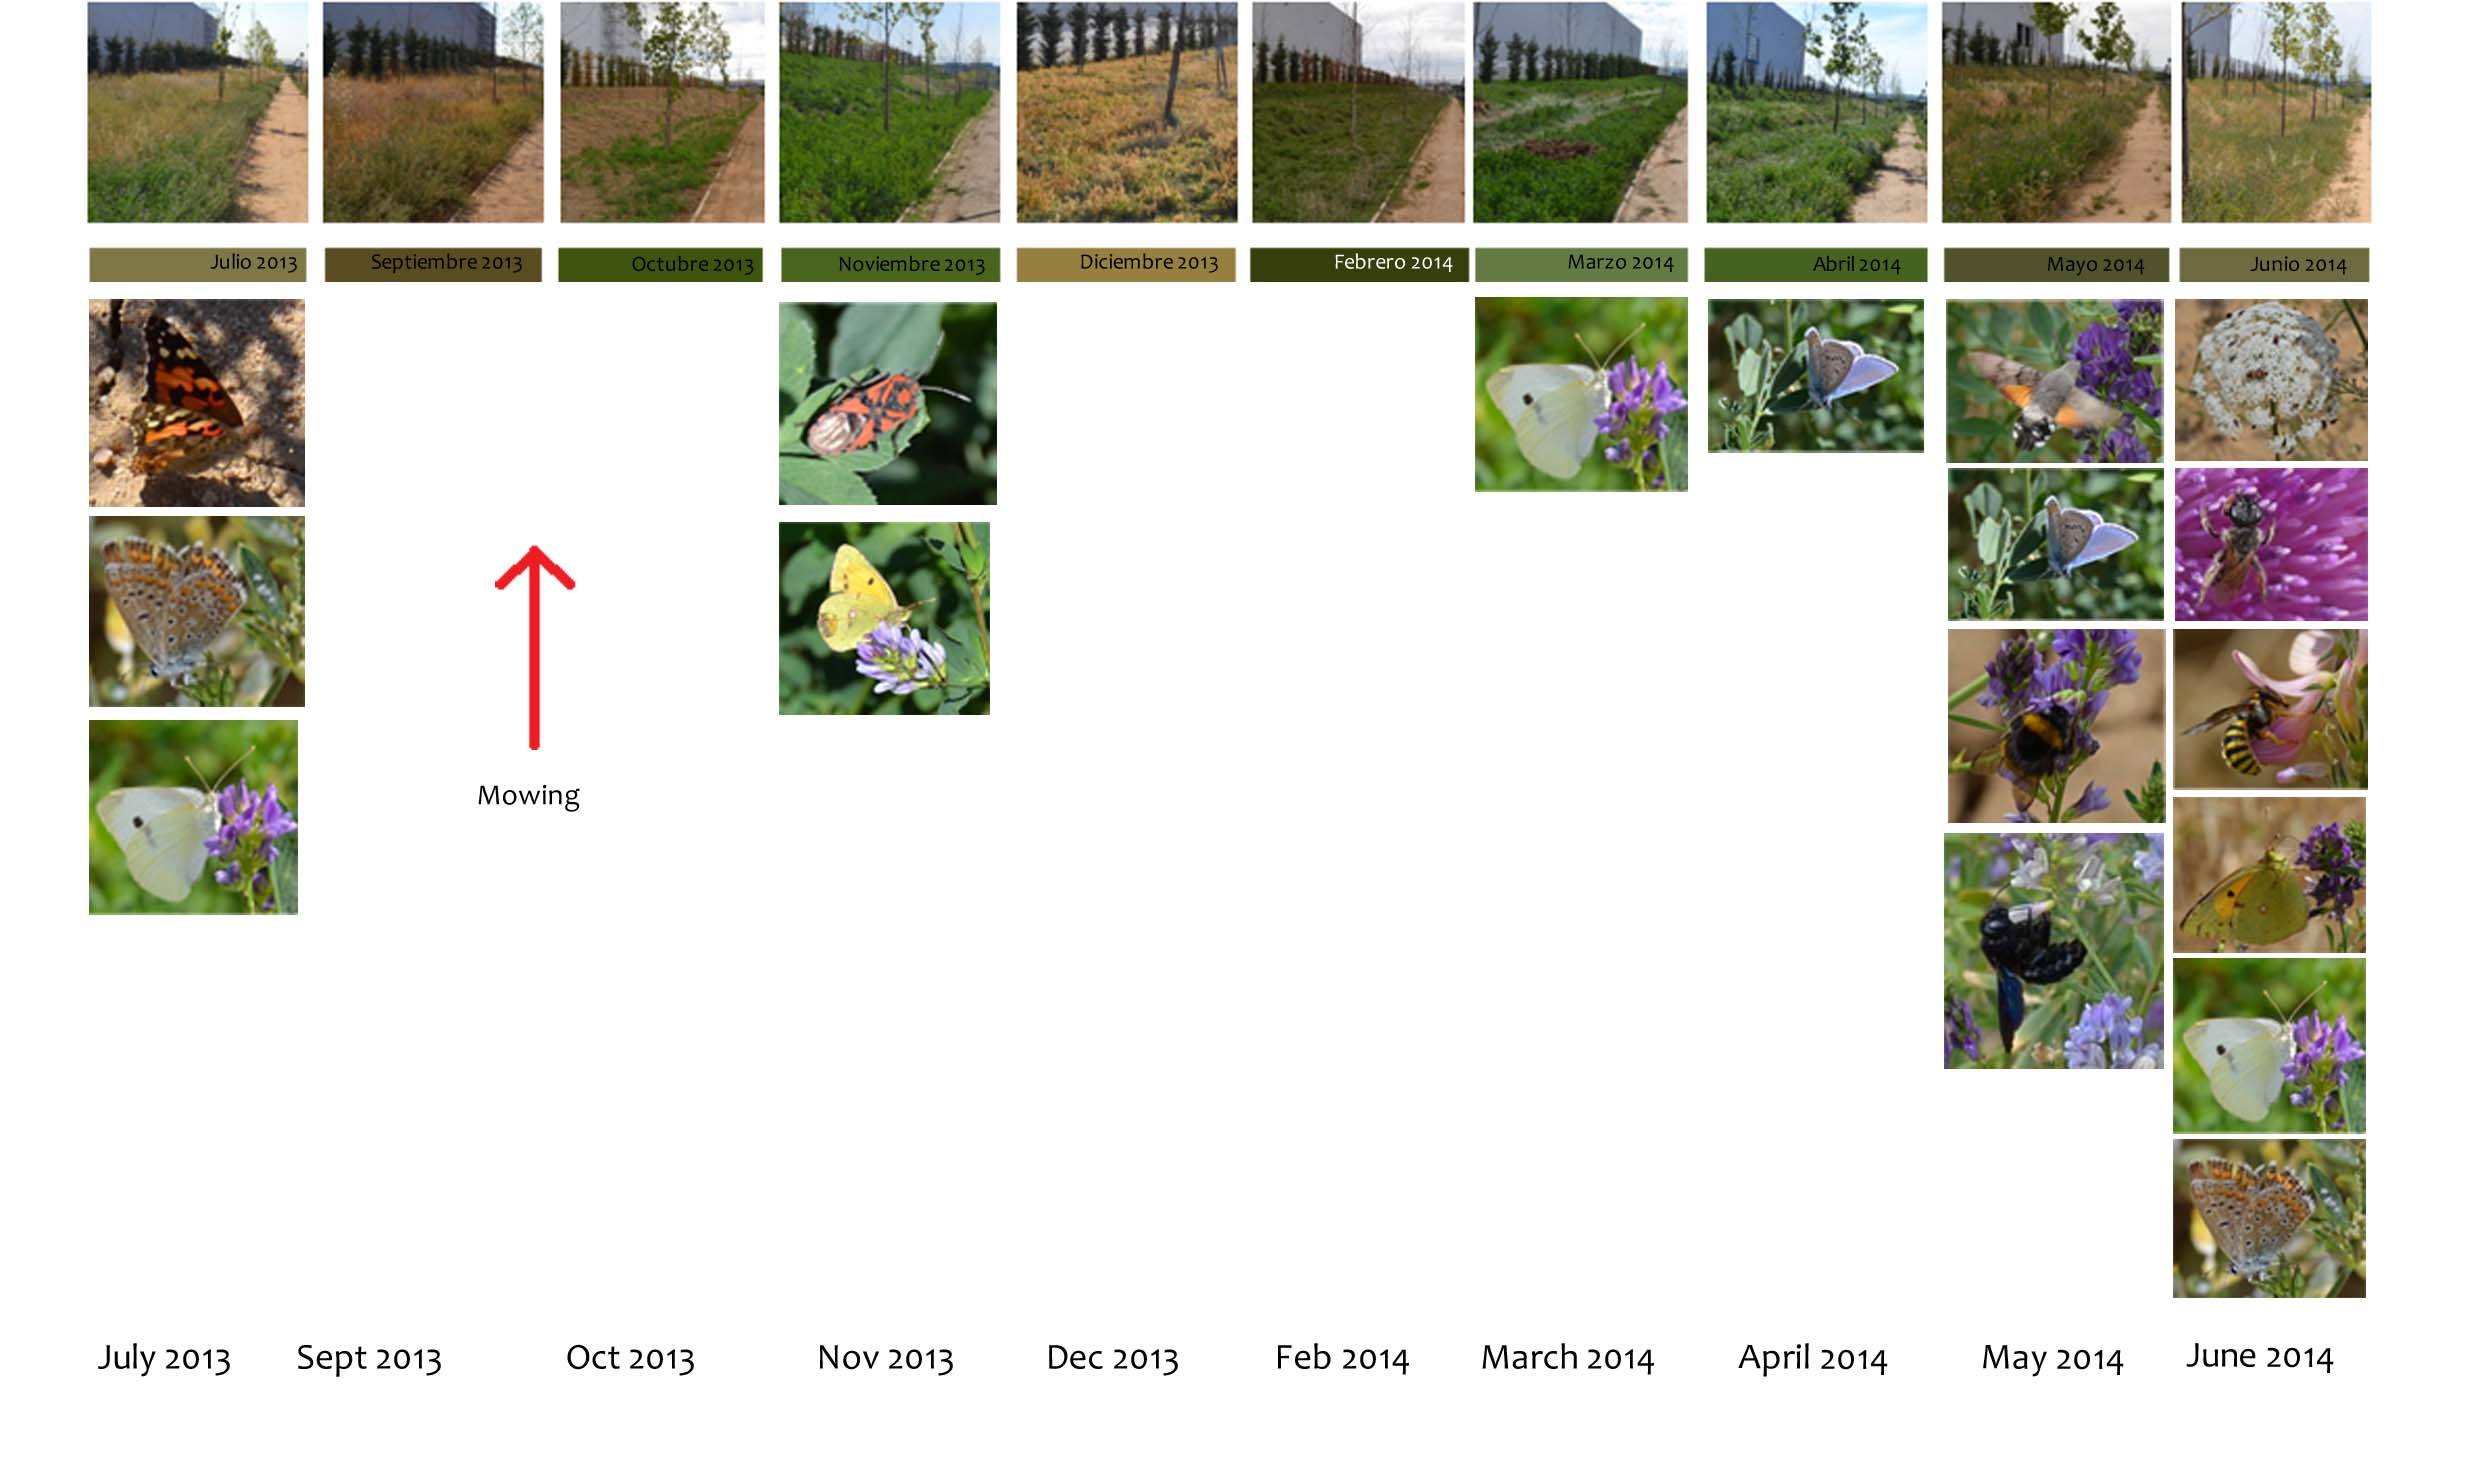 Julio 2013
Septiembre 2013
Octubre 2013
Noviembre 2013
Diciembre 2013
Febrero 2014
Marzo 2014
Abril 2014
Mayo 2014
Junio 2014
Mowing
July 2013
Sept 2013
Oct 2013
Nov 2013
Dec 2013
Feb 2014
March 2014
April 2014
May 2014
June 2014